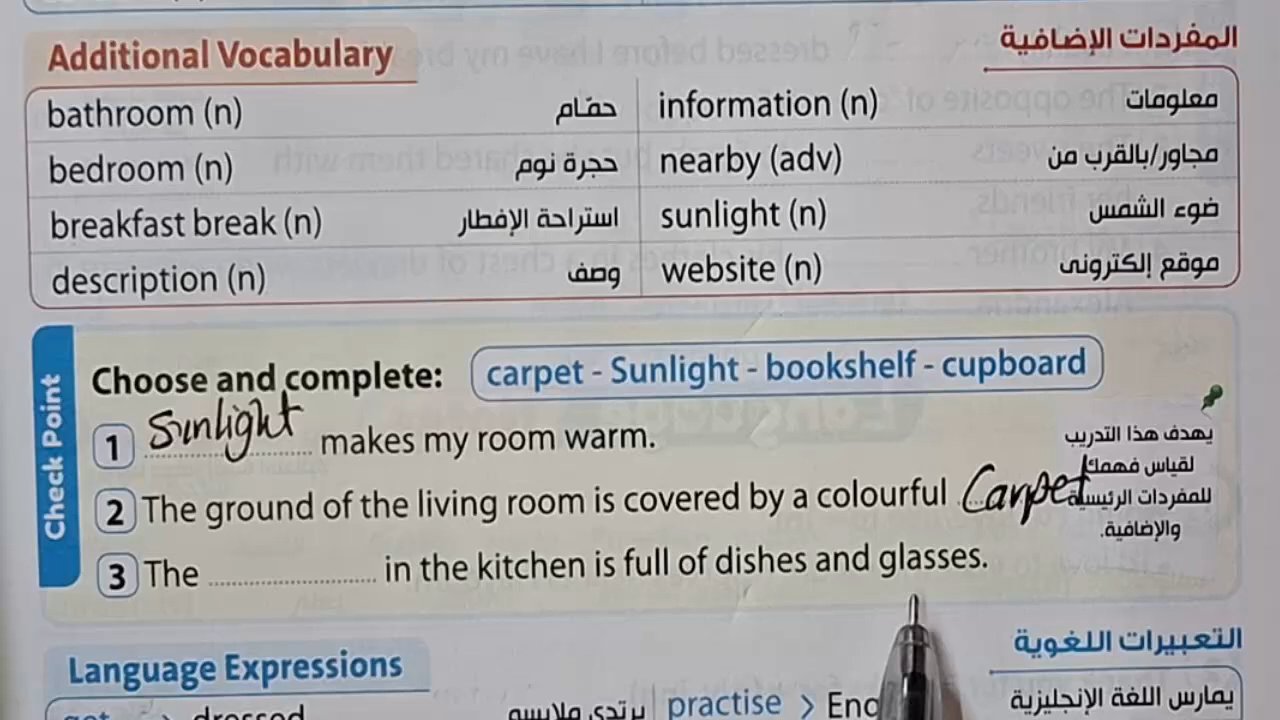 Additional Vocabulary المفردات الإضافية
bathroom (n) حمّام information (n) معلومات
bedroom (n) حجرة نوم nearby (adv) مجاور/بالقرب من
breakfast break (n) استراحة الإفطار sunlight (n) ضوء الشمس
description (n) وصف website (n) موقع إلكترونى
Check Point
Choose and complete: carpet - Sunlight - bookshelf - cupboard
1 Sunlight makes my room warm.
2 The ground of the living room is covered by a colourful Carpet
3 The .................... in the kitchen is full of dishes and glasses.
يهدف هذا التدريب
لقياس فهمك
للمفردات الرئيسية
والإضافية.
Language Expressions التعبيرات اللغوية
get > dressed يرتدى ملابسه practise > يمارس اللغة الإنجليزية